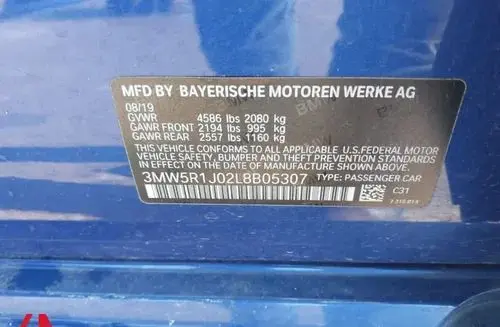 MFD BY BAYERISCHE MOTOREN WERKE AG
08/19
GVWR 4586 lbs 2080 kg
GAWR FRONT 2194 lbs 995 kg
GAWR REAR 2557 lbs 1160 kg
THIS VEHICLE CONFORMS TO ALL APPLICABLE U.S.FEDERAL MOTOR
VEHICLE SAFETY, BUMPER AND THEFT PREVENTION STANDARDS
IN EFFECT ON THE DATE OF MANUFACTURE SHOWN ABOVE.
3MW5R1J02L8B05307 TYPE: PASSENGER CAR
C31